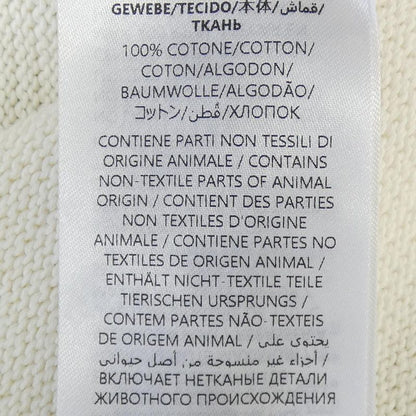 GEWEBE/TECIDO/本体/قماش/
ТКАНЬ
100% COTONE/COTTON/
COTON/ALGODON/
BAUMWOLLE/ALGODÃO/
コットン/قُطن/ХЛОПОК
CONTIENE PARTI NON TESSILI DI
ORIGINE ANIMALE / CONTAINS
NON-TEXTILE PARTS OF ANIMAL
ORIGIN / CONTIENT DES PARTIES
NON TEXTILES D'ORIGINE
ANIMALE / CONTIENE PARTES NO
TEXTILES DE ORIGEN ANIMAL /
ENTHÄLT NICHT-TEXTILE TEILE
TIERISCHEN URSPRUNGS /
CONTEM PARTES NÃO-TEXTEIS
DE ORIGEM ANIMAL / يحتوى على
أجزاء غير منسوجة من أصل حيوانى /
ВКЛЮЧАЕТ НЕТКАНЫЕ ДЕТАЛИ
ЖИВОТНОГО ПРОИСХОЖДЕНИЯ